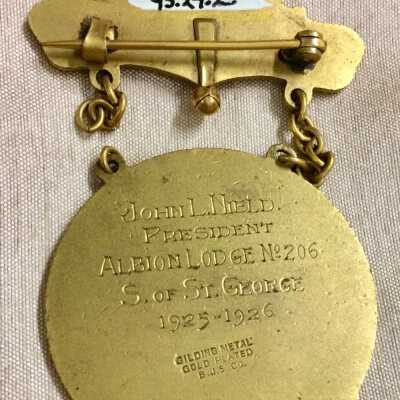 JOHN L. NIELD.
PRESIDENT
ALBION LODGE No 206
S. OF ST. GEORGE
1925-1926
GILDING METAL
GOLD PLATED
B.J.S CO.